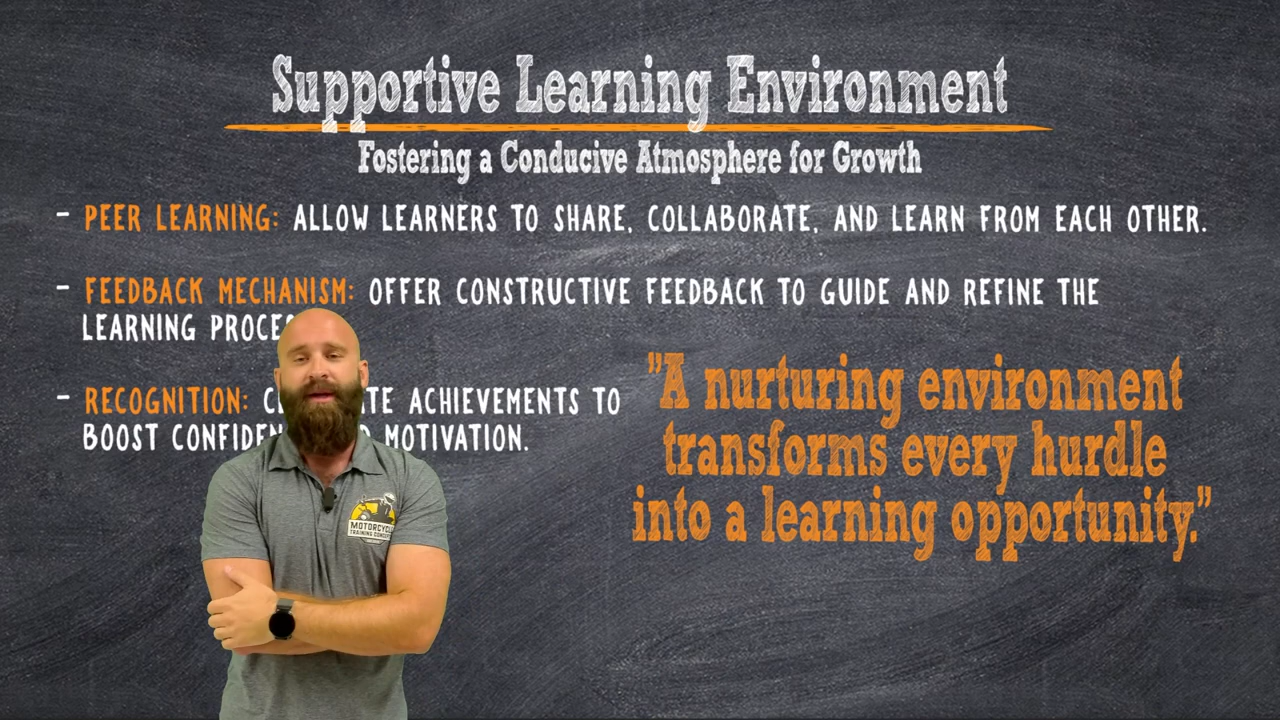 Supportive Learning Environment
Fostering a Conducive Atmosphere for Growth
- PEER LEARNING: ALLOW LEARNERS TO SHARE, COLLABORATE, AND LEARN FROM EACH OTHER.
- FEEDBACK MECHANISM: OFFER CONSTRUCTIVE FEEDBACK TO GUIDE AND REFINE THE
LEARNING
- RECOGNITION: ACHIEVEMENTS TO
BOOST MOTIVATION.
"A nurturing environment
transforms every hurdle
into a learning opportunity."
MOTORCYCLE
TRAINING